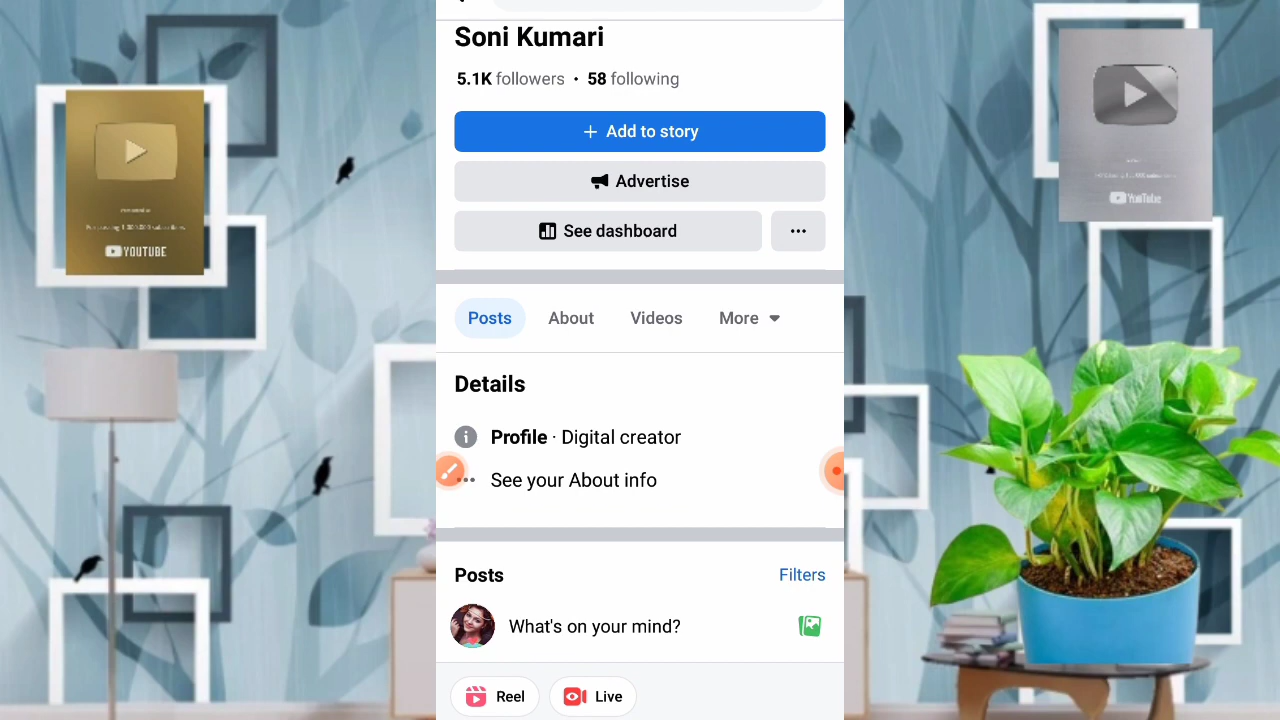 Soni Kumari
5.1K followers • 58 following
+ Add to story
Advertise
See dashboard
Posts
About
Videos
More
Details
Profile · Digital creator
See your About info
Posts
Filters
What's on your mind?
Reel
Live
YOUTUBE
YouTube